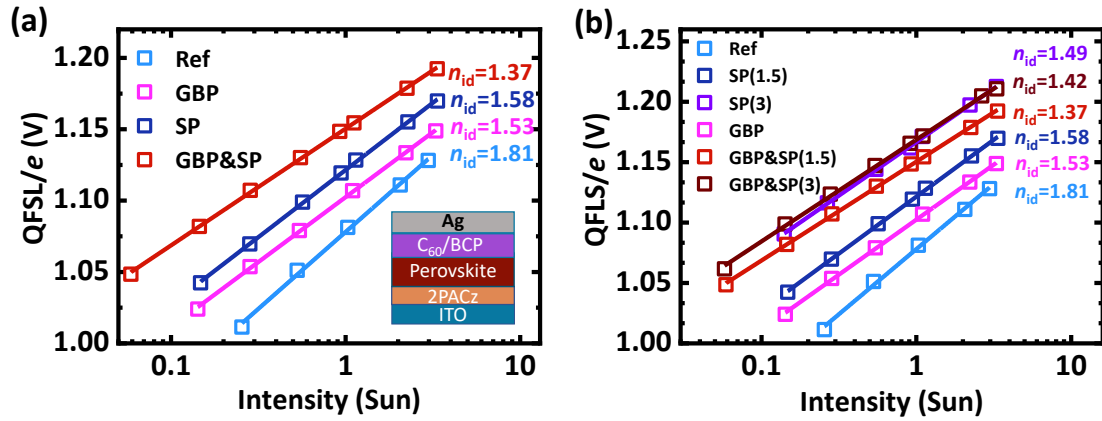 (a)
QFSL/e (V)
1.20
1.15
1.10
1.05
1.00
Ref
GBP
SP
GBP&SP
nid=1.37
nid=1.58
nid=1.53
nid=1.81
Ag
C60/BCP
Perovskite
2PACz
ITO
0.1 1 10
Intensity (Sun)
(b)
QFLS/e (V)
1.25
1.20
1.15
1.10
1.05
1.00
Ref
SP(1.5)
SP(3)
GBP
GBP&SP(1.5)
GBP&SP(3)
nid=1.49
nid=1.42
nid=1.37
nid=1.58
nid=1.53
nid=1.81
0.1 1 10
Intensity (Sun)